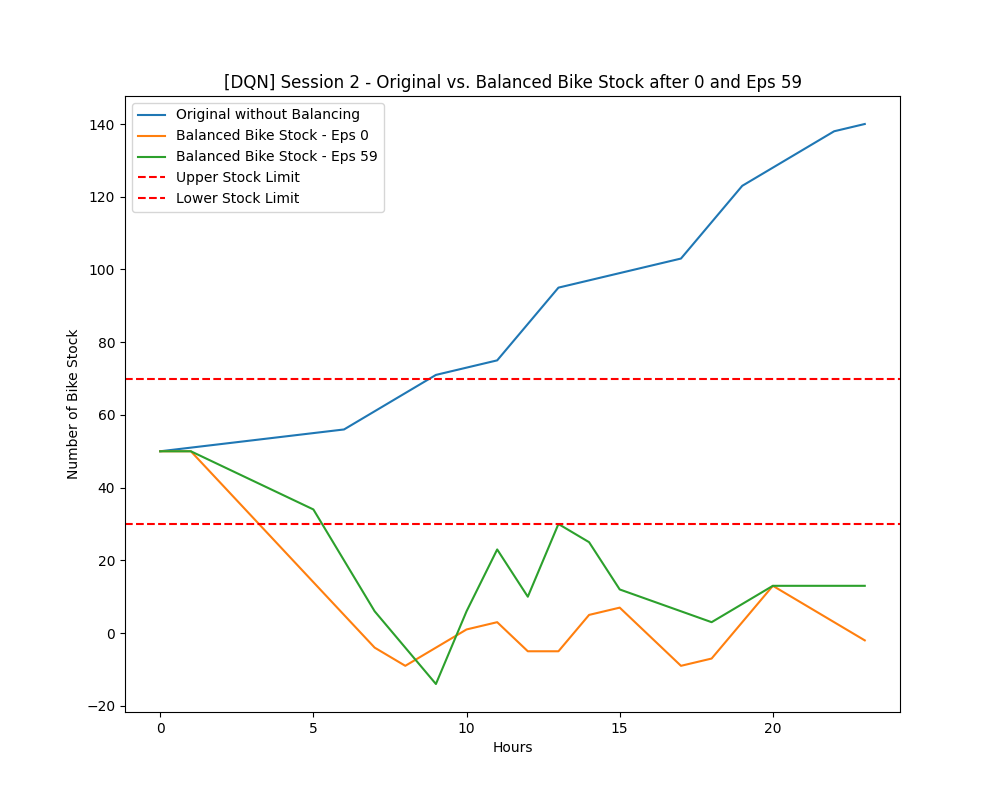 [DQN] Session 2 - Original vs. Balanced Bike Stock after 0 and Eps 59
Original without Balancing
Balanced Bike Stock - Eps 0
Balanced Bike Stock - Eps 59
Upper Stock Limit
Lower Stock Limit
Number of Bike Stock
140
120
100
80
60
40
20
0
−20
0 5 10 15 20
Hours